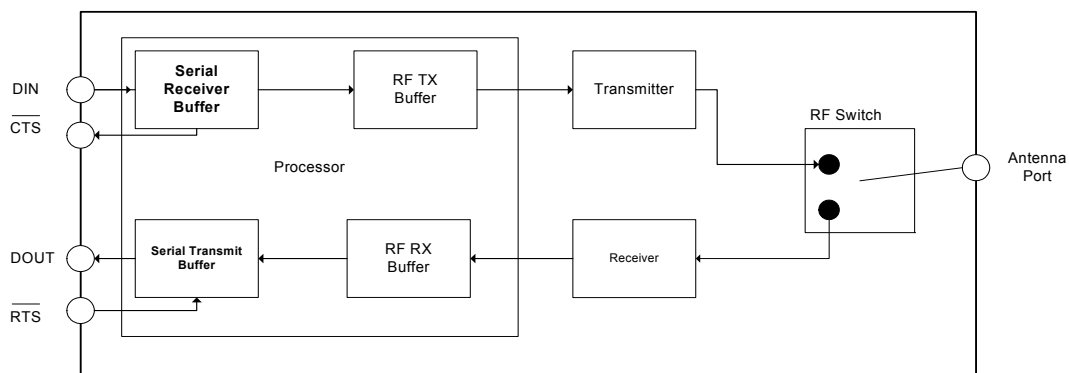 DIN
CTS
Serial
Receiver
Buffer
RF TX
Buffer
Transmitter
RF Switch
Antenna
Port
Processor
DOUT
RTS
Serial Transmit
Buffer
RF RX
Buffer
Receiver